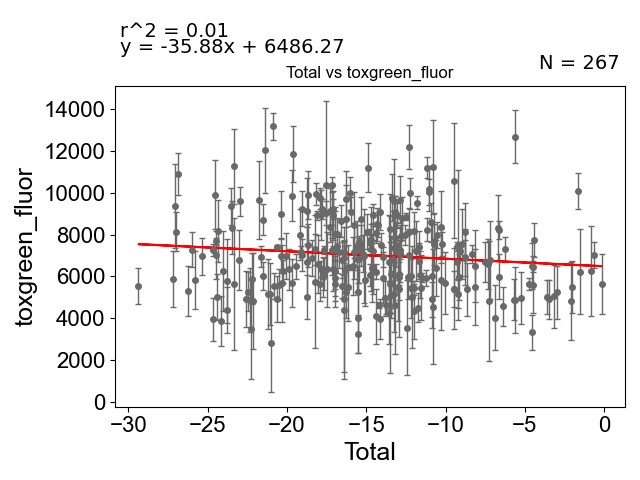 r^2 = 0.01
y = -35.88x + 6486.27
N = 267
Total vs toxgreen_fluor
toxgreen_fluor
14000
12000
10000
8000
6000
4000
2000
0
−30 −25 −20 −15 −10 −5 0
Total